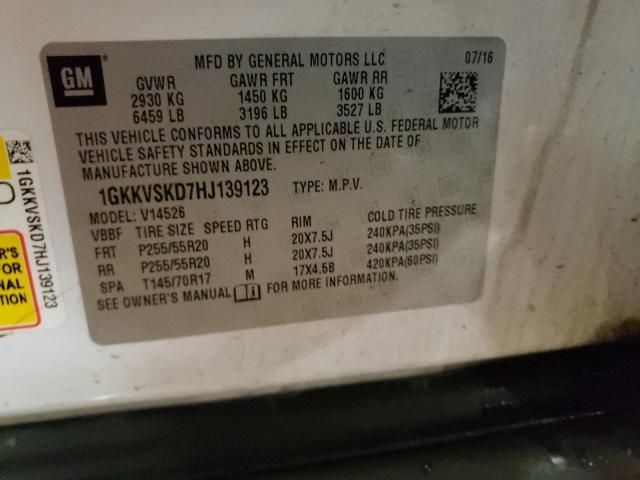 GM
MFD BY GENERAL MOTORS LLC 07/16
GVWR GAWR FRT GAWR RR
2930 KG 1450 KG 1600 KG
6459 LB 3196 LB 3527 LB
THIS VEHICLE CONFORMS TO ALL APPLICABLE U.S. FEDERAL MOTOR
VEHICLE SAFETY STANDARDS IN EFFECT ON THE DATE OF
MANUFACTURE SHOWN ABOVE.
1GKKVSKD7HJ139123 TYPE: M.P.V.
MODEL: V14526
VBBF TIRE SIZE SPEED RTG RIM COLD TIRE PRESSURE
FRT P255/55R20 H 20X7.5J 240KPA(35PSI)
RR P255/55R20 H 20X7.5J 240KPA(35PSI)
SPA T145/70R17 M 17X4.5B 420KPA(60PSI)
SEE OWNER'S MANUAL FOR MORE INFORMATION.
1GKKVSKD7HJ139123
R'S
FOR
NAL
ATION